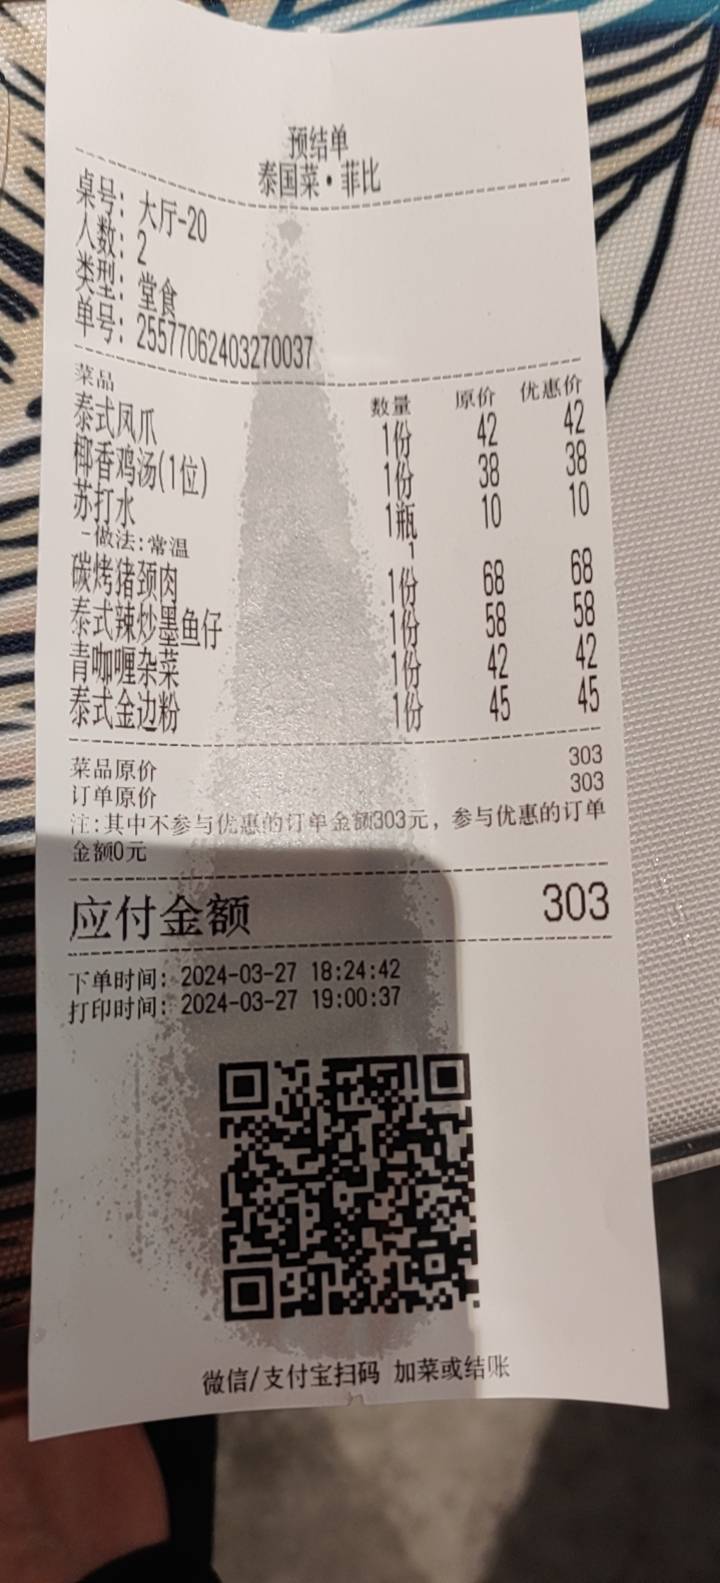 预结单
泰国菜·菲比
桌号：大厅-20
人数：2
类型：堂食
单号：25577062403270037
菜品 数量 原价 优惠价
泰式凤爪 1份 42 42
椰香鸡汤(1位) 1份 38 38
苏打水 1瓶 10 10
-做法:常温 1
碳烤猪颈肉 1份 68 68
泰式辣炒墨鱼仔 1份 58 58
青咖喱杂菜 1份 42 42
泰式金边粉 1份 45 45
菜品原价 303
订单原价 303
注:其中不参与优惠的订单金额303元，参与优惠的订单
金额0元
应付金额 303
下单时间: 2024-03-27 18:24:42
打印时间: 2024-03-27 19:00:37
微信/支付宝扫码 加菜或结账